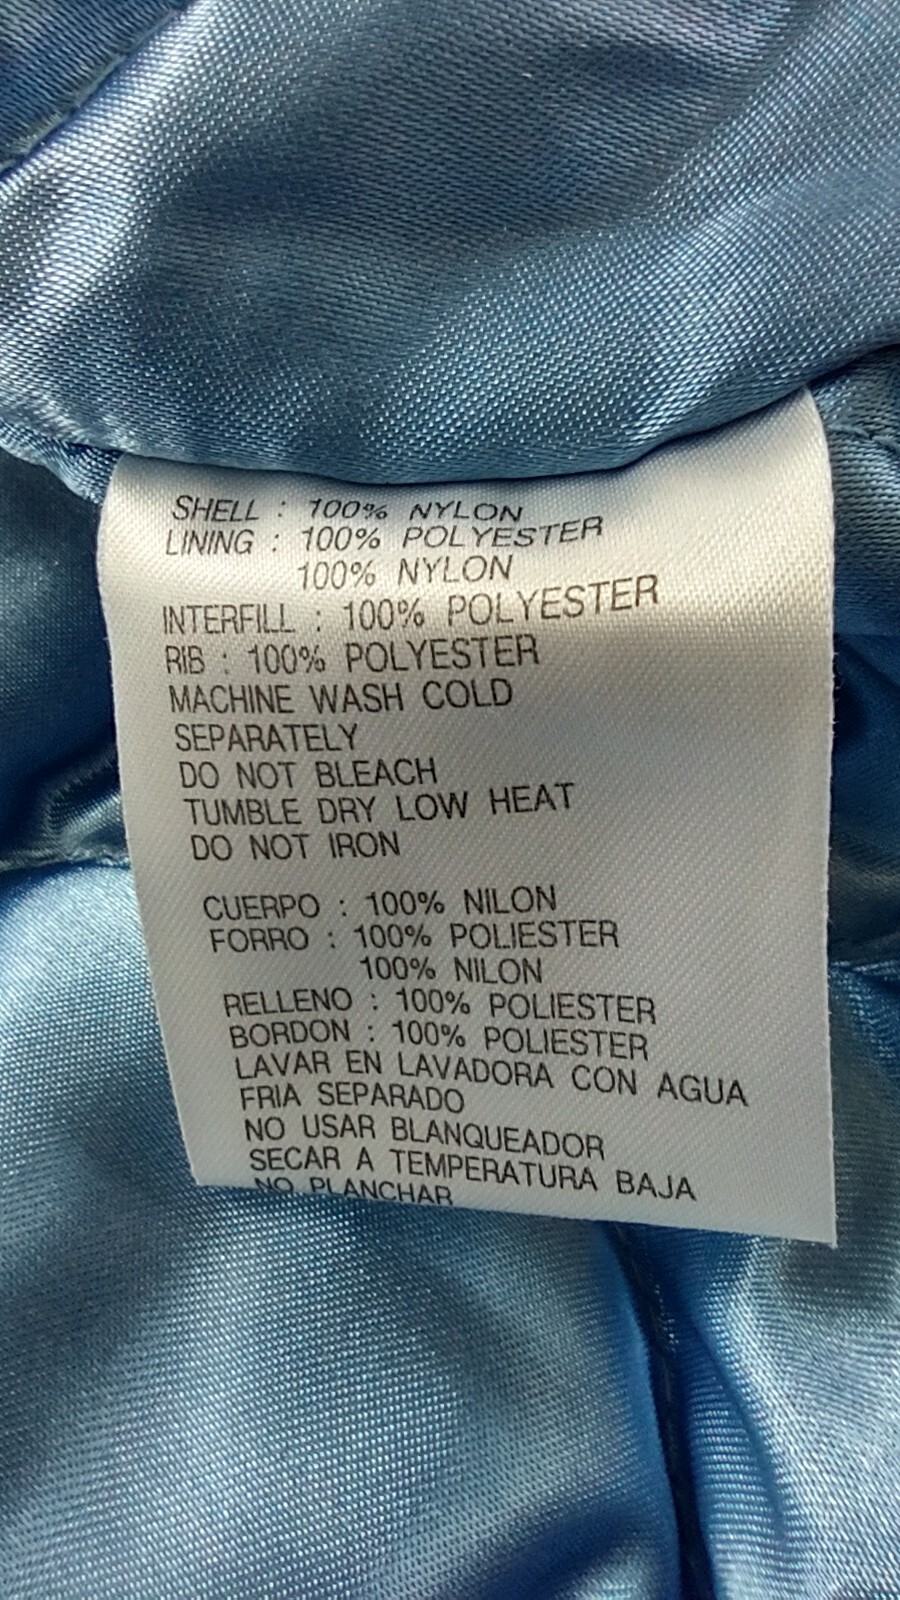 SHELL : 100% NYLON
LINING : 100% POLYESTER
100% NYLON
INTERFILL : 100% POLYESTER
RIB : 100% POLYESTER
MACHINE WASH COLD
SEPARATELY
DO NOT BLEACH
TUMBLE DRY LOW HEAT
DO NOT IRON
CUERPO : 100% NILON
FORRO : 100% POLIESTER
100% NILON
RELLENO : 100% POLIESTER
BORDON : 100% POLIESTER
LAVAR EN LAVADORA CON AGUA
FRIA SEPARADO
NO USAR BLANQUEADOR
SECAR A TEMPERATURA BAJA
NO PLANCHAR